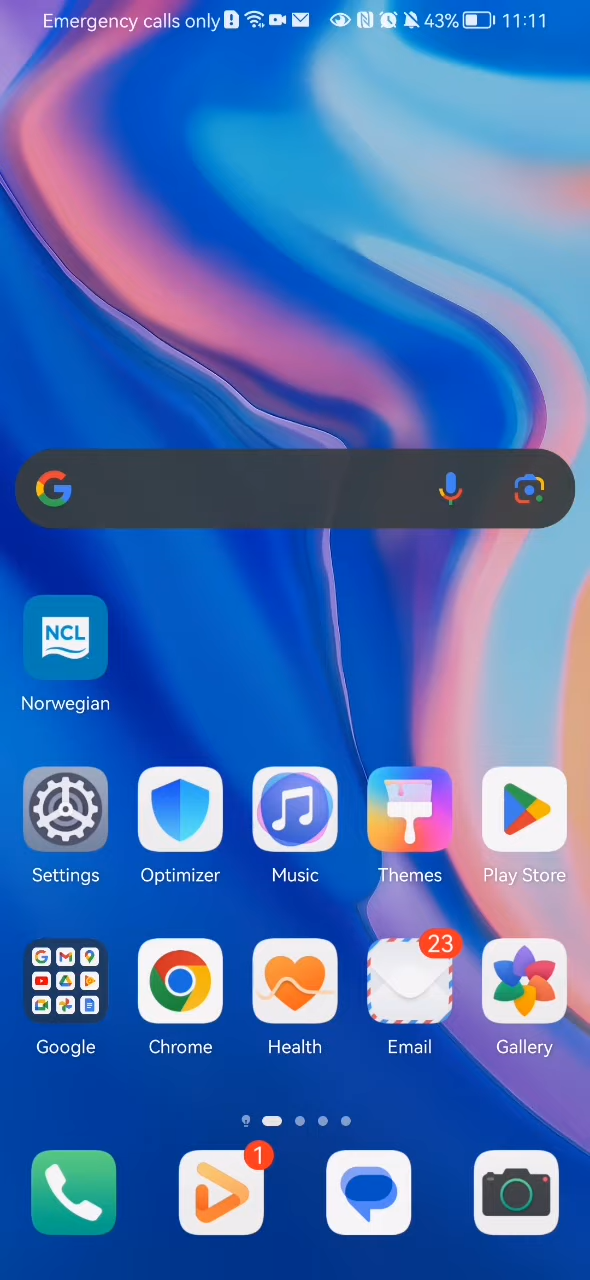 Emergency calls only 43% 11:11
NCL
Norwegian
Settings Optimizer Music Themes Play Store
23
Google Chrome Health Email Gallery
1